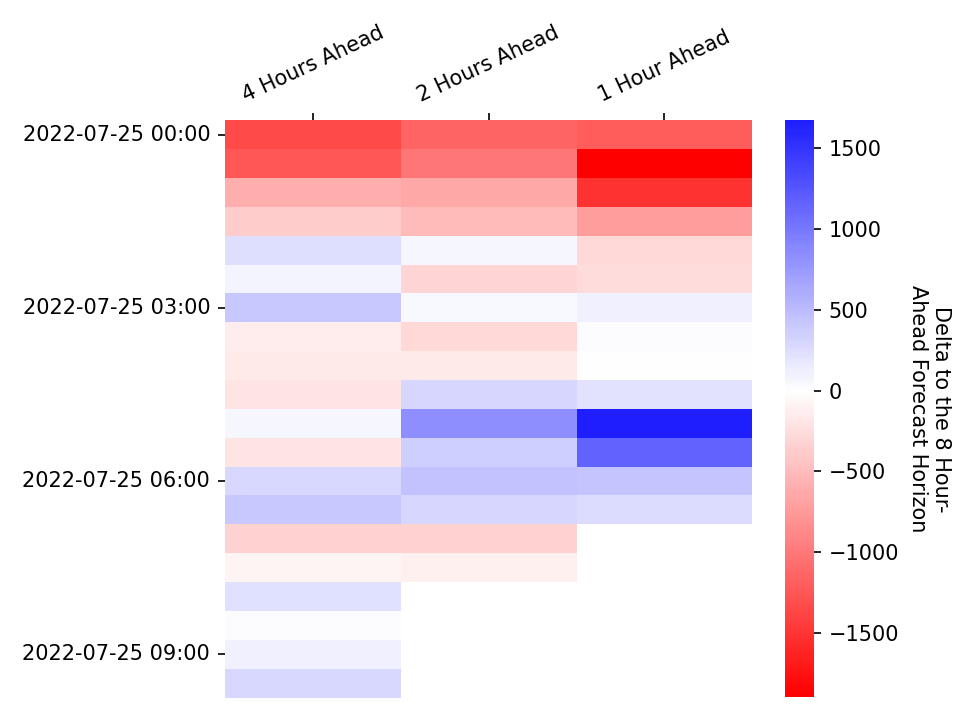 4 Hours Ahead
2 Hours Ahead
1 Hour Ahead
2022-07-25 00:00
2022-07-25 03:00
2022-07-25 06:00
2022-07-25 09:00
1500
1000
500
0
−500
−1000
−1500
Delta to the 8 Hour-
Ahead Forecast Horizon